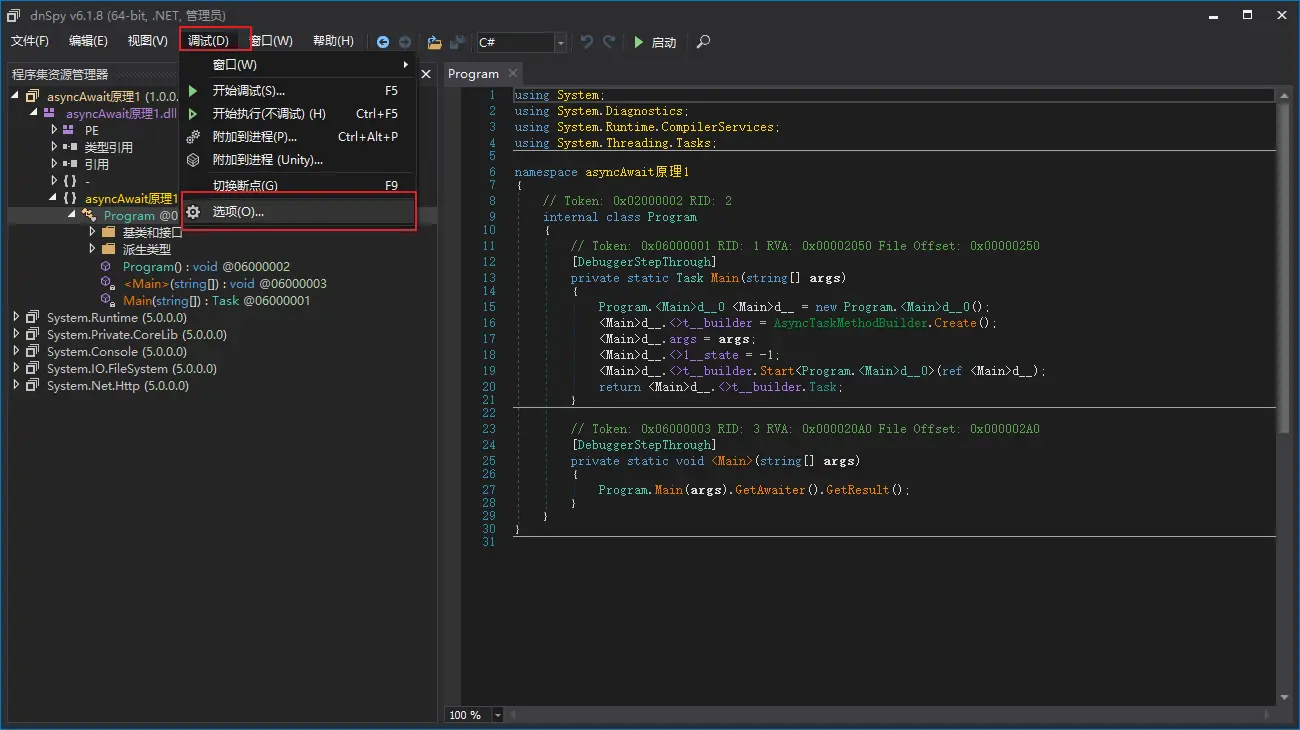 dnSpy v6.1.8 (64-bit, .NET, 管理员)
文件(F) 编辑(E) 视图(V) 调试(D) 窗口(W) 帮助(H) C# 启动
窗口(W)
开始调试(S)... F5
开始执行(不调试) (H) Ctrl+F5
附加到进程(P)... Ctrl+Alt+P
附加到进程 (Unity)...
切换断点(G) F9
选项(O)...
程序集资源管理器
asyncAwait原理1 (1.0.0.
asyncAwait原理1.dll
PE
类型引用
引用
{ } -
{ } asyncAwait原理1
Program @0
基类和接口
派生类型
Program() : void @06000002
<Main>(string[]) : void @06000003
Main(string[]) : Task @06000001
System.Runtime (5.0.0.0)
System.Private.CoreLib (5.0.0.0)
System.Console (5.0.0.0)
System.IO.FileSystem (5.0.0.0)
System.Net.Http (5.0.0.0)
Program
1 using System;
2 using System.Diagnostics;
3 using System.Runtime.CompilerServices;
4 using System.Threading.Tasks;
5
6 namespace asyncAwait原理1
7 {
8 // Token: 0x02000002 RID: 2
9 internal class Program
10 {
11 // Token: 0x06000001 RID: 1 RVA: 0x00002050 File Offset: 0x00000250
12 [DebuggerStepThrough]
13 private static Task Main(string[] args)
14 {
15 Program.<Main>d__0 <Main>d__ = new Program.<Main>d__0();
16 <Main>d__.<>t__builder = AsyncTaskMethodBuilder.Create();
17 <Main>d__.args = args;
18 <Main>d__.<>1__state = -1;
19 <Main>d__.<>t__builder.Start<Program.<Main>d__0>(ref <Main>d__);
20 return <Main>d__.<>t__builder.Task;
21 }
22
23 // Token: 0x06000003 RID: 3 RVA: 0x000020A0 File Offset: 0x000002A0
24 [DebuggerStepThrough]
25 private static void <Main>(string[] args)
26 {
27 Program.Main(args).GetAwaiter().GetResult();
28 }
29 }
30 }
31
100 %